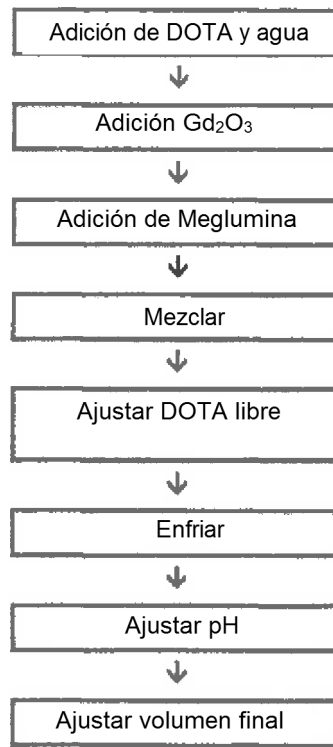 Adición de DOTA y agua
Adición Gd₂O₃
Adición de Meglumina
Mezclar
Ajustar DOTA libre
Enfriar
Ajustar pH
Ajustar volumen final